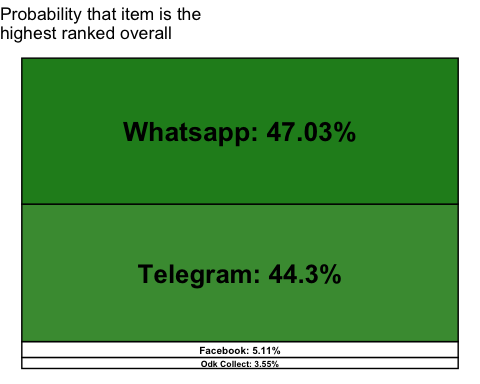 Probability that item is the
highest ranked overall
Whatsapp: 47.03%
Telegram: 44.3%
Facebook: 5.11%
Odk Collect: 3.55%